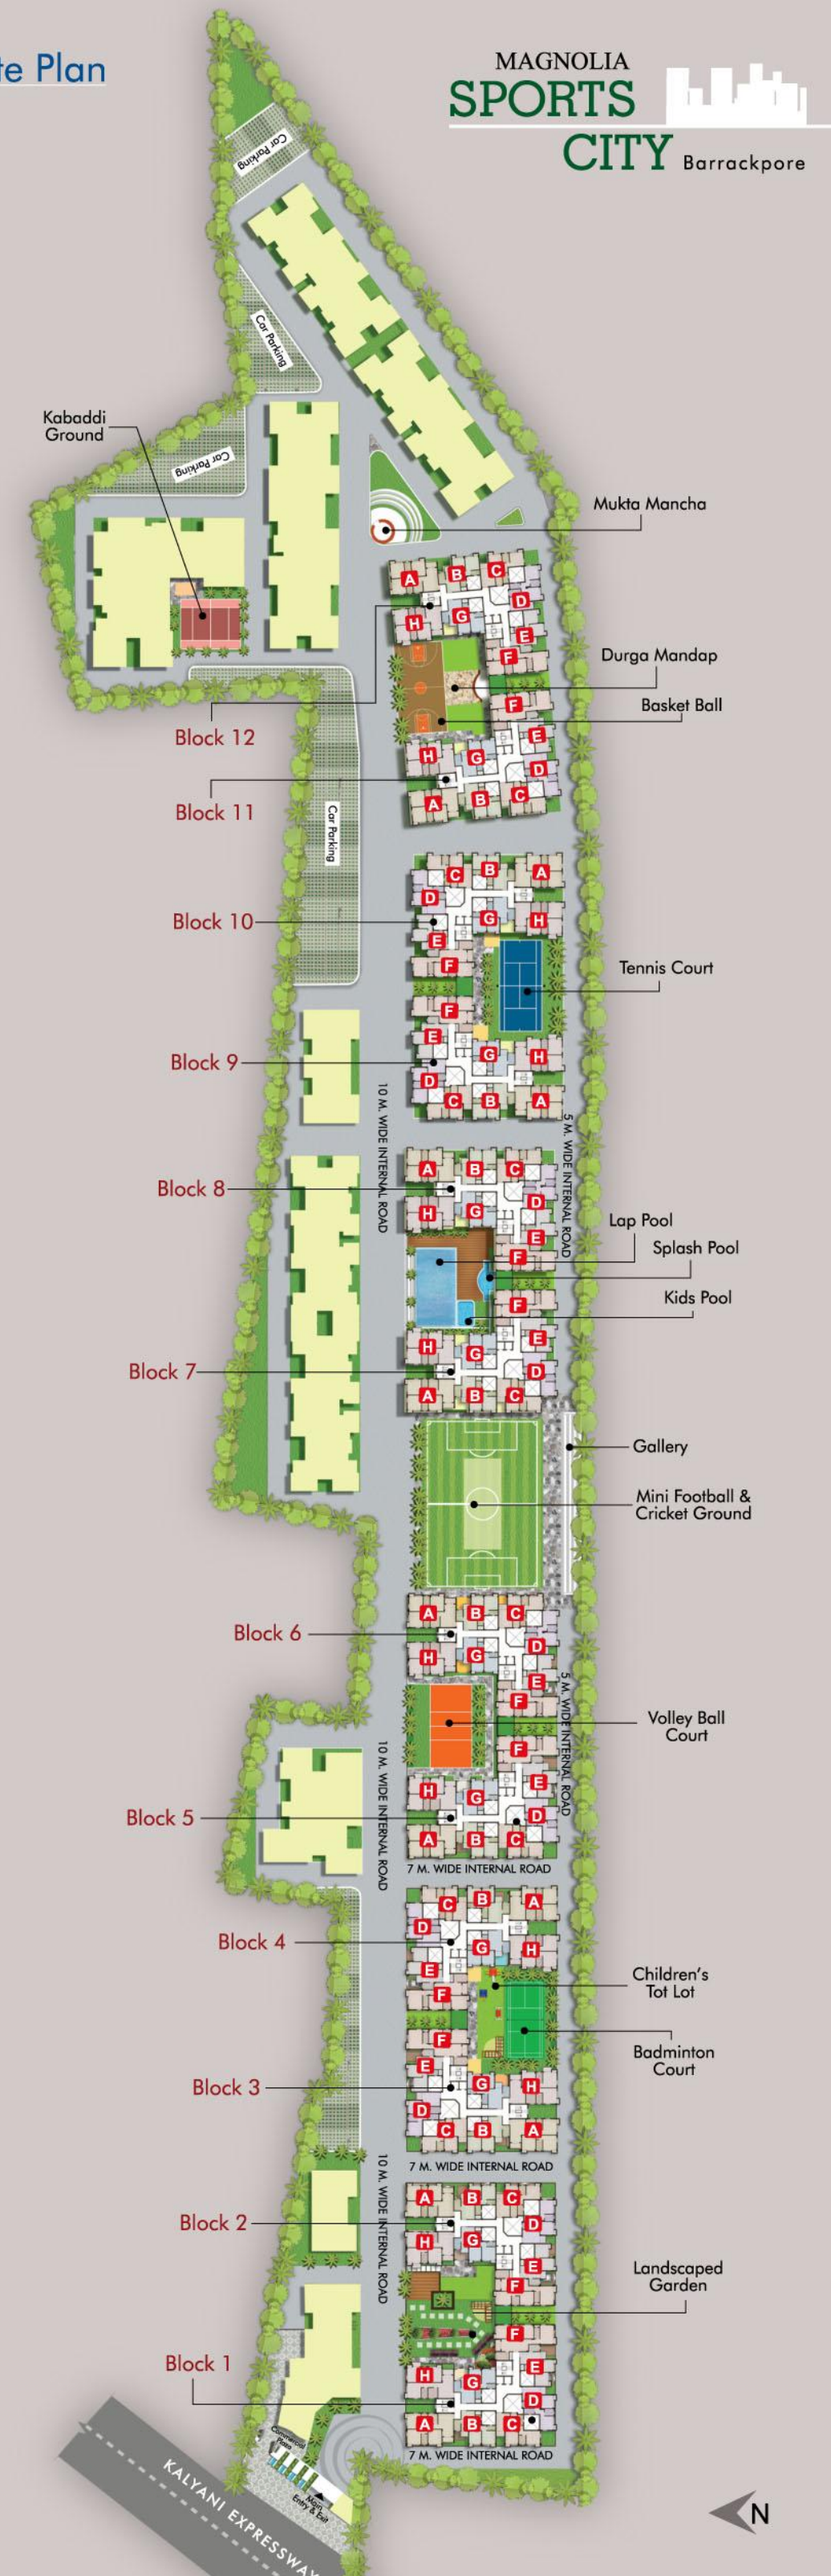 te Plan
MAGNOLIA
SPORTS
CITY Barrackpore
Car Parking
Car Parking
Kabaddi
Ground
Car Parking
Mukta Mancha
A B C
D
H G
E
F
Durga Mandap
Basket Ball
Block 12
F
E
H G
D
A B C
Block 11
Car Parking
C B A
D
Block 10
G H
E
F
Tennis Court
F
E
G H
Block 9
D
C B A
10 M. WIDE INTERNAL ROAD
5 M. WIDE INTERNAL ROAD
A B C
Block 8
D
H G
E
F
Lap Pool
Splash Pool
Kids Pool
F
E
H G
Block 7
D
A B C
Gallery
Mini Football &
Cricket Ground
A B C
Block 6
D
H G
E
F
5 M. WIDE INTERNAL ROAD
Volley Ball
Court
F
10 M. WIDE INTERNAL ROAD
E
H G
Block 5
D
A B C
7 M. WIDE INTERNAL ROAD
C B A
D
Block 4
G H
E
F
Children's
Tot Lot
Badminton
Court
F
E
Block 3
G H
D
C B A
10 M. WIDE INTERNAL ROAD
7 M. WIDE INTERNAL ROAD
A B C
Block 2
D
H G
E
F
Landscaped
Garden
F
Block 1
E
H G
D
A B C
7 M. WIDE INTERNAL ROAD
Commercial
Plaza
Main
Entry & Exit
KALYANI EXPRESSWAY
N